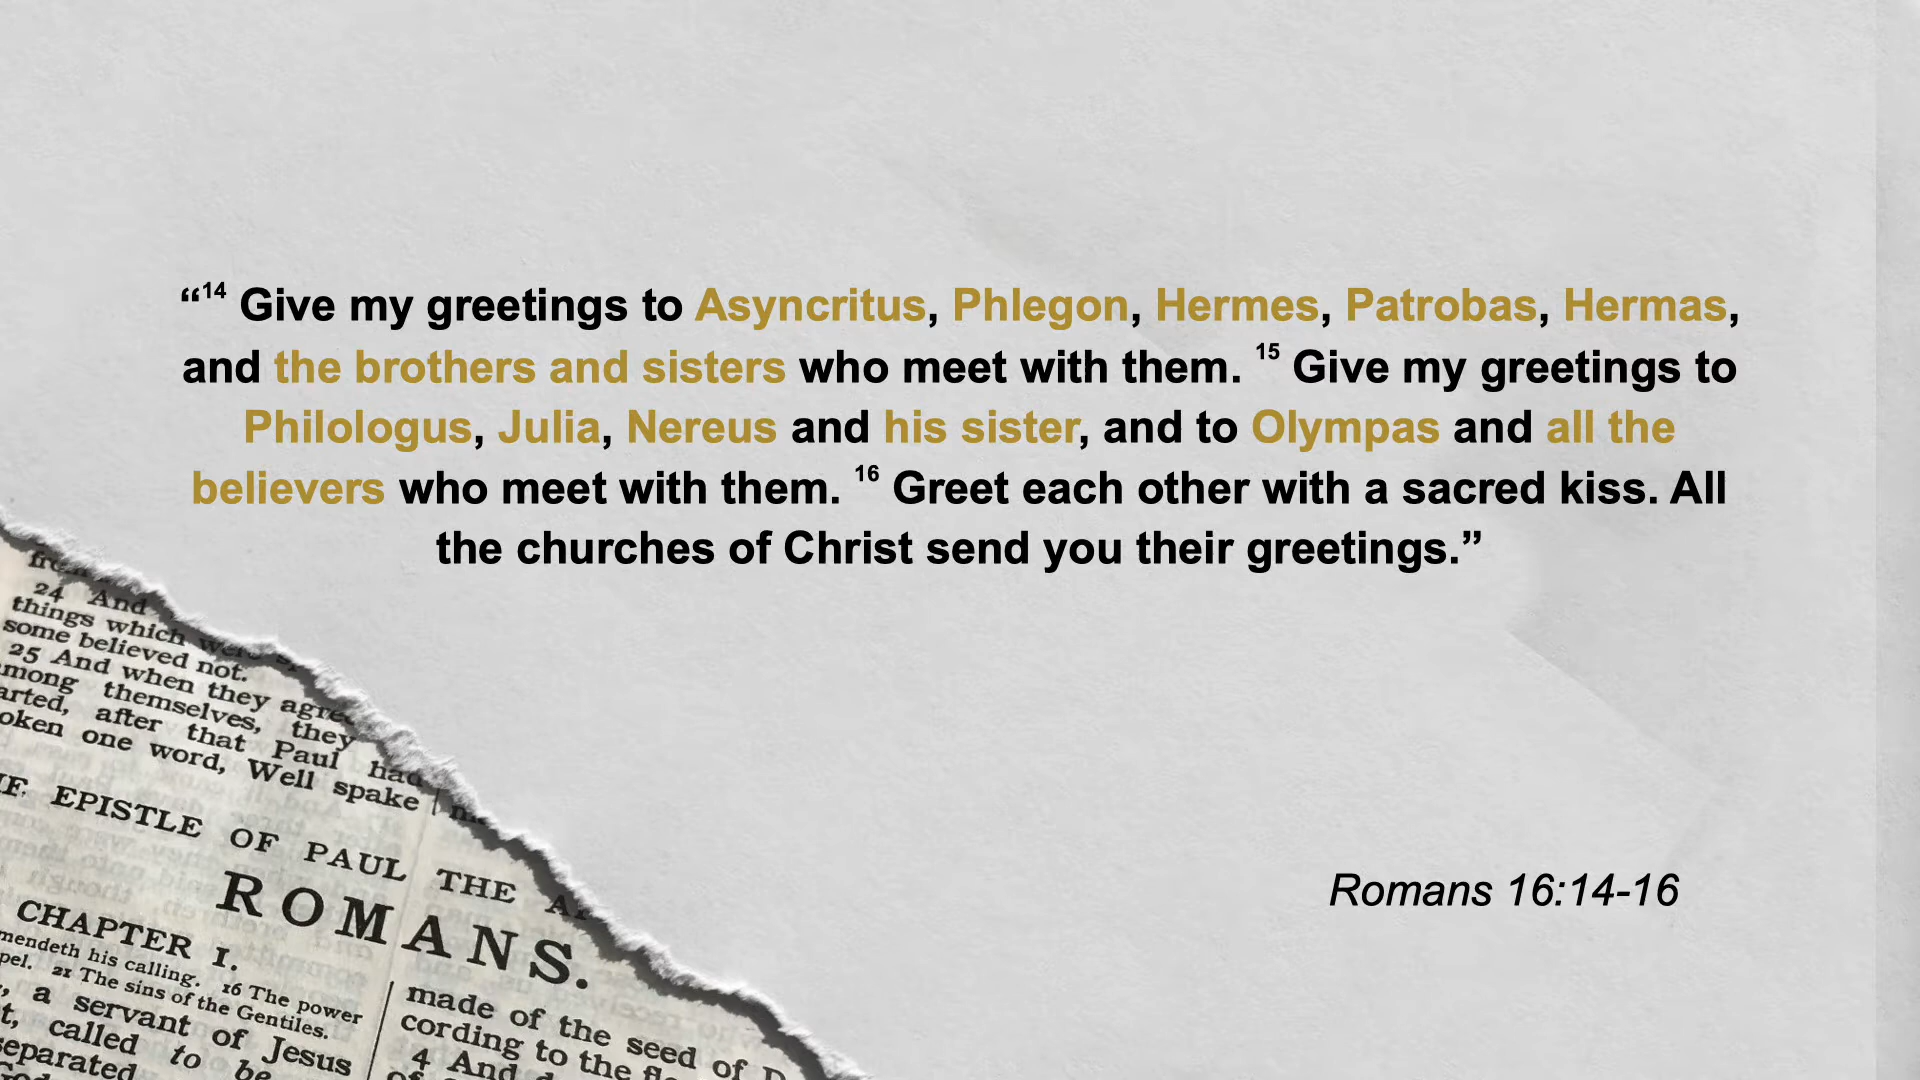 “14 Give my greetings to Asyncritus, Phlegon, Hermes, Patrobas, Hermas,
and the brothers and sisters who meet with them. 15 Give my greetings to
Philologus, Julia, Nereus and his sister, and to Olympas and all the
believers who meet with them. 16 Greet each other with a sacred kiss. All
the churches of Christ send you their greetings.”
Romans 16:14-16
24 And
things which were
some believed not.
25 And when they
among themselves, they
after that Paul had
one word, Well spake
EPISTLE OF PAUL THE
ROMANS.
CHAPTER I.
his calling. 16 The power
21 The sins of the Gentiles.
a servant of Jesus
called to be
separated
made of the seed of
cording to the
4 And